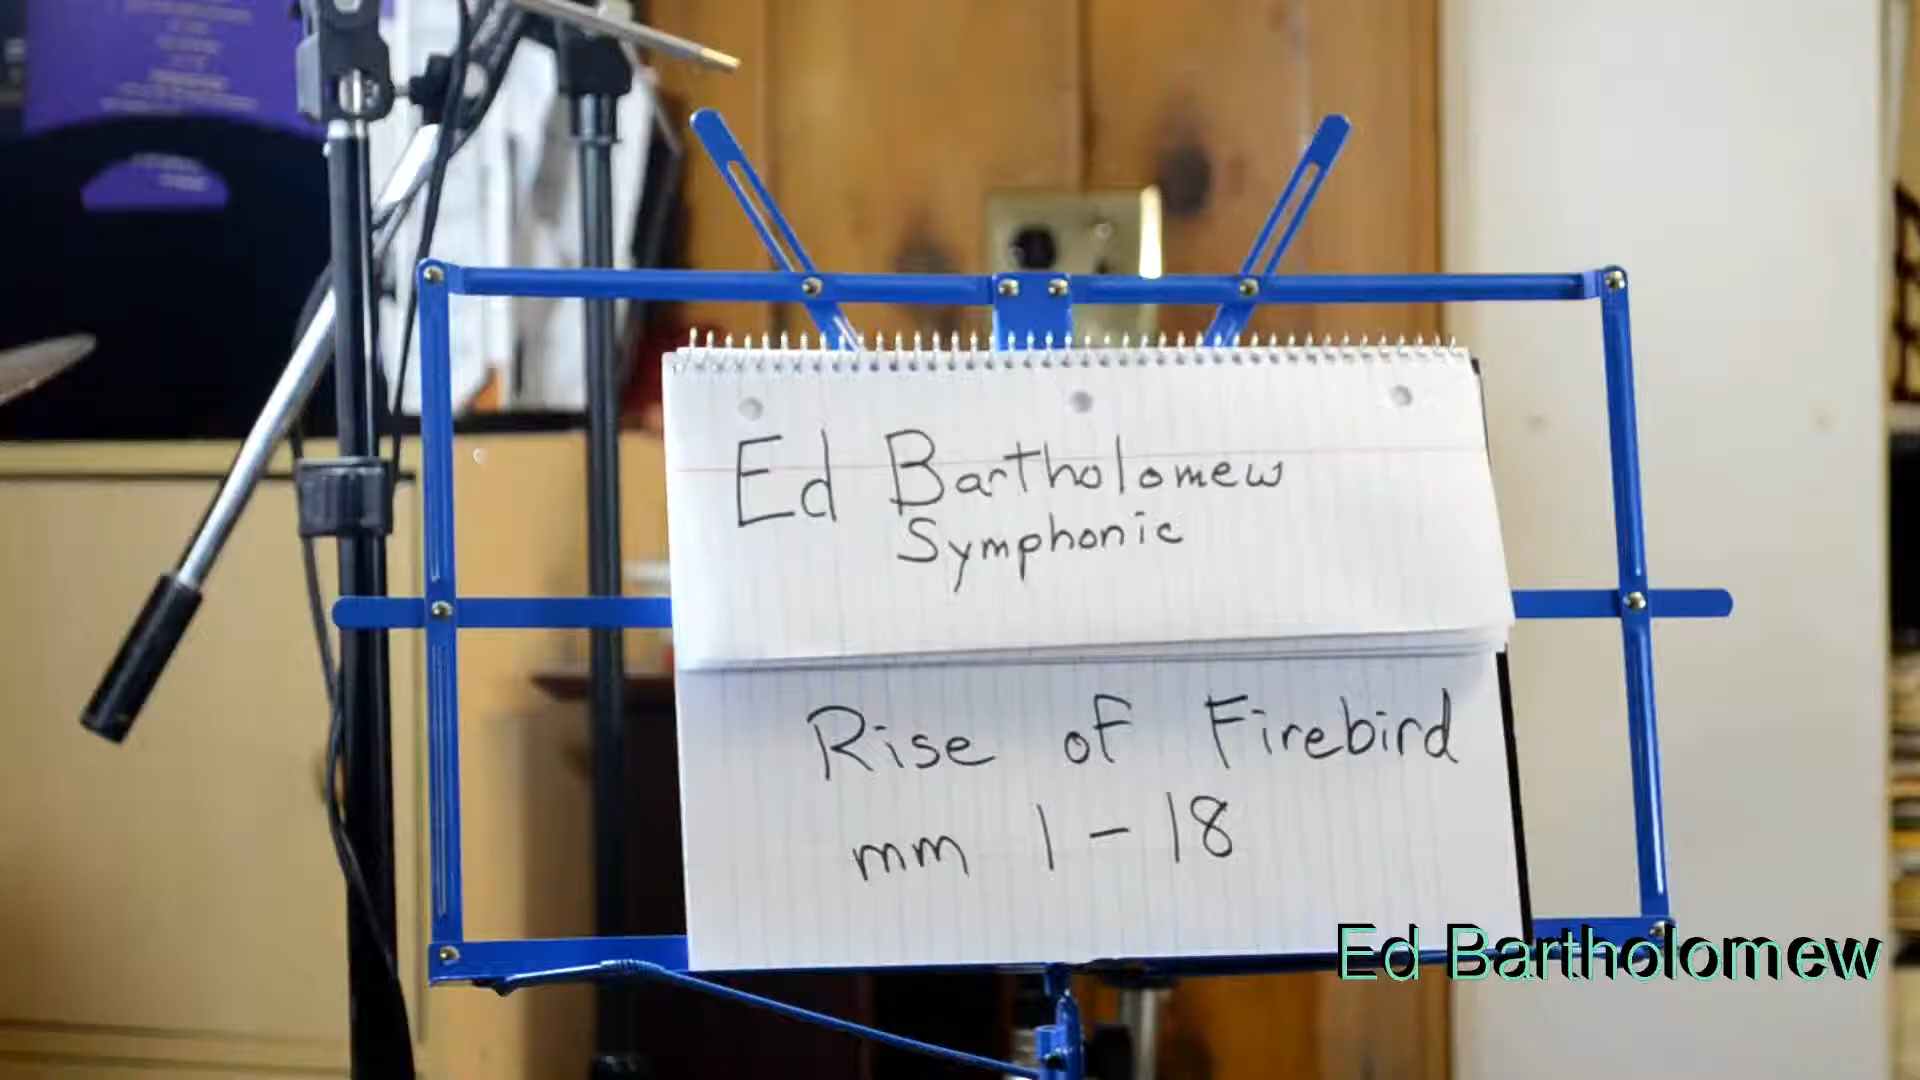 Ed Bartholomew
Symphonic
Rise of Firebird
mm 1-18
Ed Bartholomew